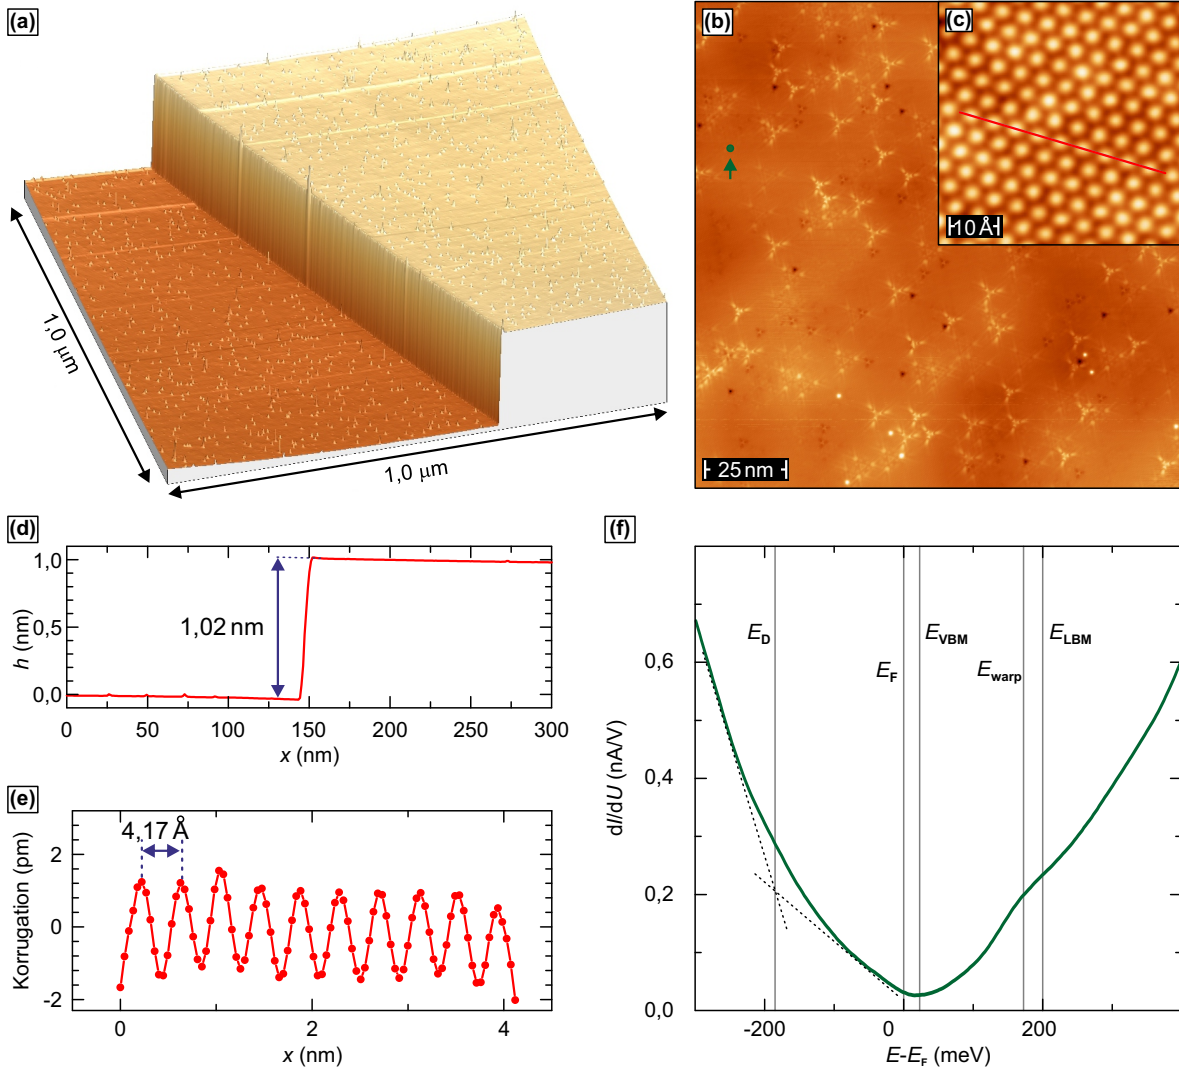 (a)
1,0 µm
1,0 µm
(b)
(c)
10 Å
25 nm
(d)
1,0
0,5
0,0
h (nm)
1,02 nm
0 50 100 150 200 250 300
x (nm)
(e)
4,17 Å
2
0
-2
Korrugation (pm)
0 2 4
x (nm)
(f)
E_D
E_F
E_VBM
E_warp
E_LBM
0,6
0,4
0,2
0,0
dI/dU (nA/V)
-200 0 200
E-E_F (meV)